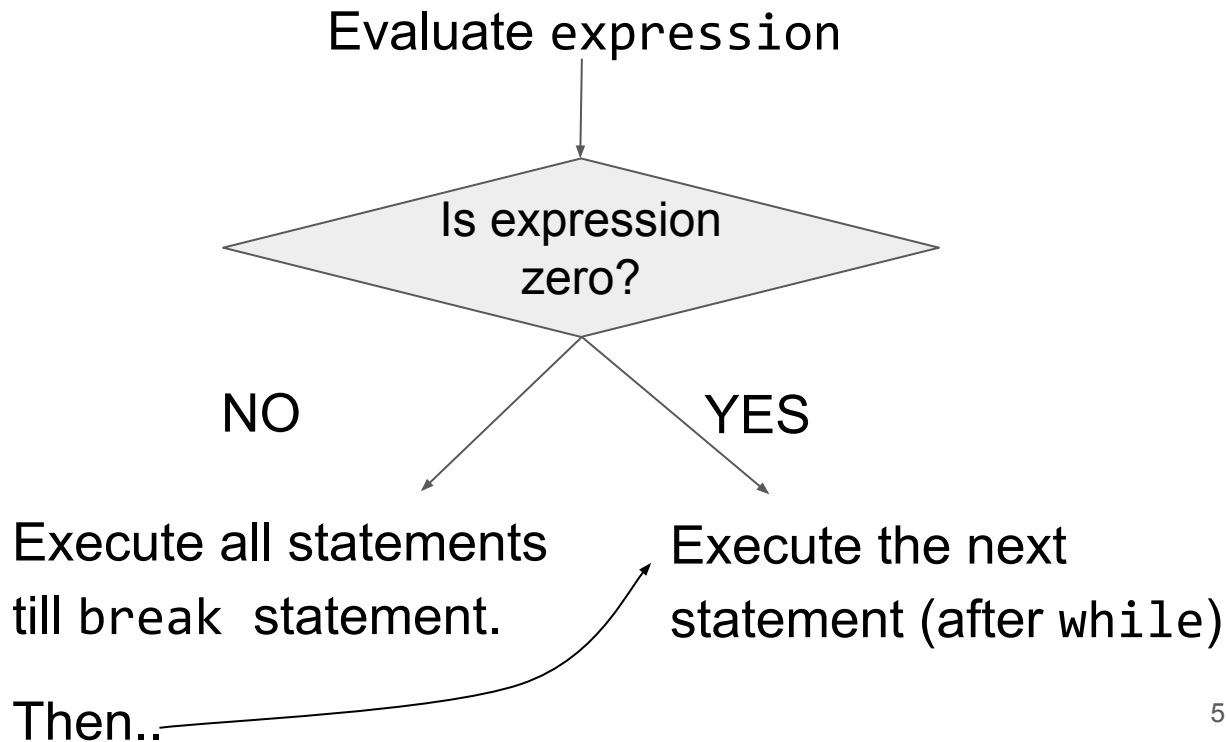 Evaluate expression
Is expression
zero?
NO
YES
Execute all statements
till break statement.
Then..
Execute the next
statement (after while)
5